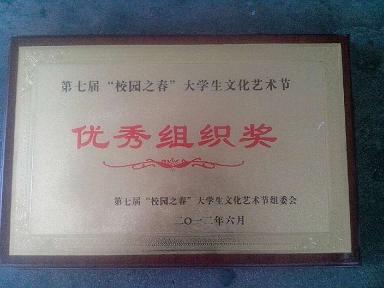 第七届“校园之春”大学生文化艺术节
优秀组织奖
第七届“校园之春”大学生文化艺术节组委会
二〇一二年六月